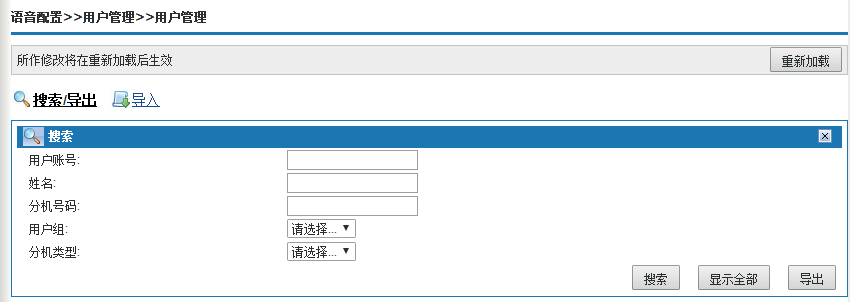 语音配置>>用户管理>>用户管理
所作修改将在重新加载后生效 重新加载
搜索/导出 导入
搜索
用户账号:
姓名:
分机号码:
用户组: 请选择...
分机类型: 请选择...
搜索 显示全部 导出